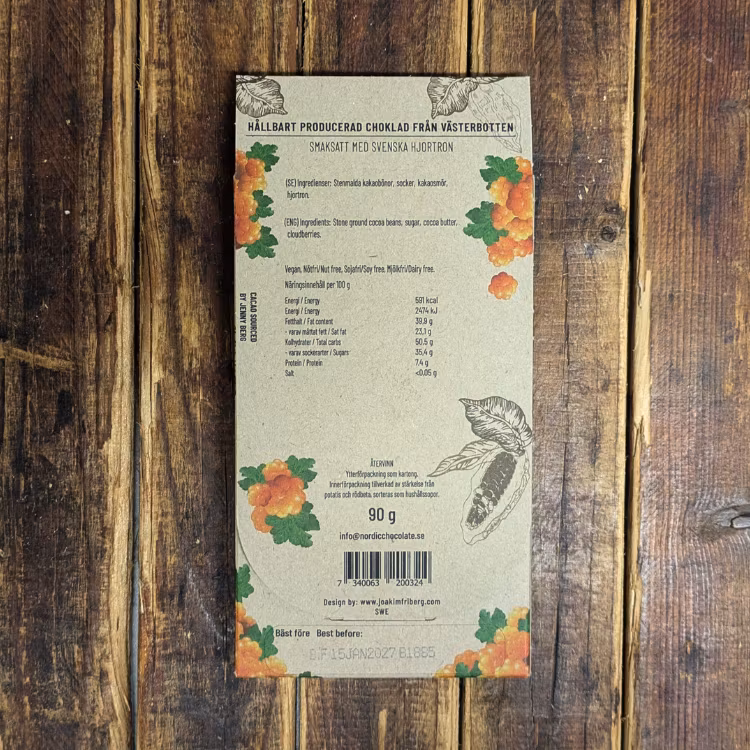 HÅLLBART PRODUCERAD CHOKLAD FRÅN VÄSTERBOTTEN
SMAKSATT MED SVENSKA HJORTRON
(SE) Ingredienser: Stenmalda kakaobönor, socker, kakaosmör,
hjortron.
(ENG) Ingredients: Stone ground cocoa beans, sugar, cocoa butter,
cloudberries.
Vegan, Nötfri/Nut free, Sojafri/Soy free, Mjölkfri/Dairy free.
Näringsinnehåll per 100 g
Energi / Energy 591 kcal
Energi / Energy 2474 kJ
Fetthalt / Fat content 39,9 g
- varav mättat fett / Sat fat 23,1 g
Kolhydrater / Total carbs 50,5 g
- varav sockerarter / Sugars 35,4 g
Protein / Protein 7,4 g
Salt <0,05 g
CACAO SOURCED
BY JENNY BERG
ÅTERVINN
Ytterförpackning som kartong.
Innerförpackning tillverkad av stärkelse från
potatis och rödbeta, sorteras som hushållssopor.
90 g
info@nordicchocolate.se
7 340063 200324
Design by: www.joakimfriberg.com
SWE
Bäst före Best before:
15JAN2027 B1885